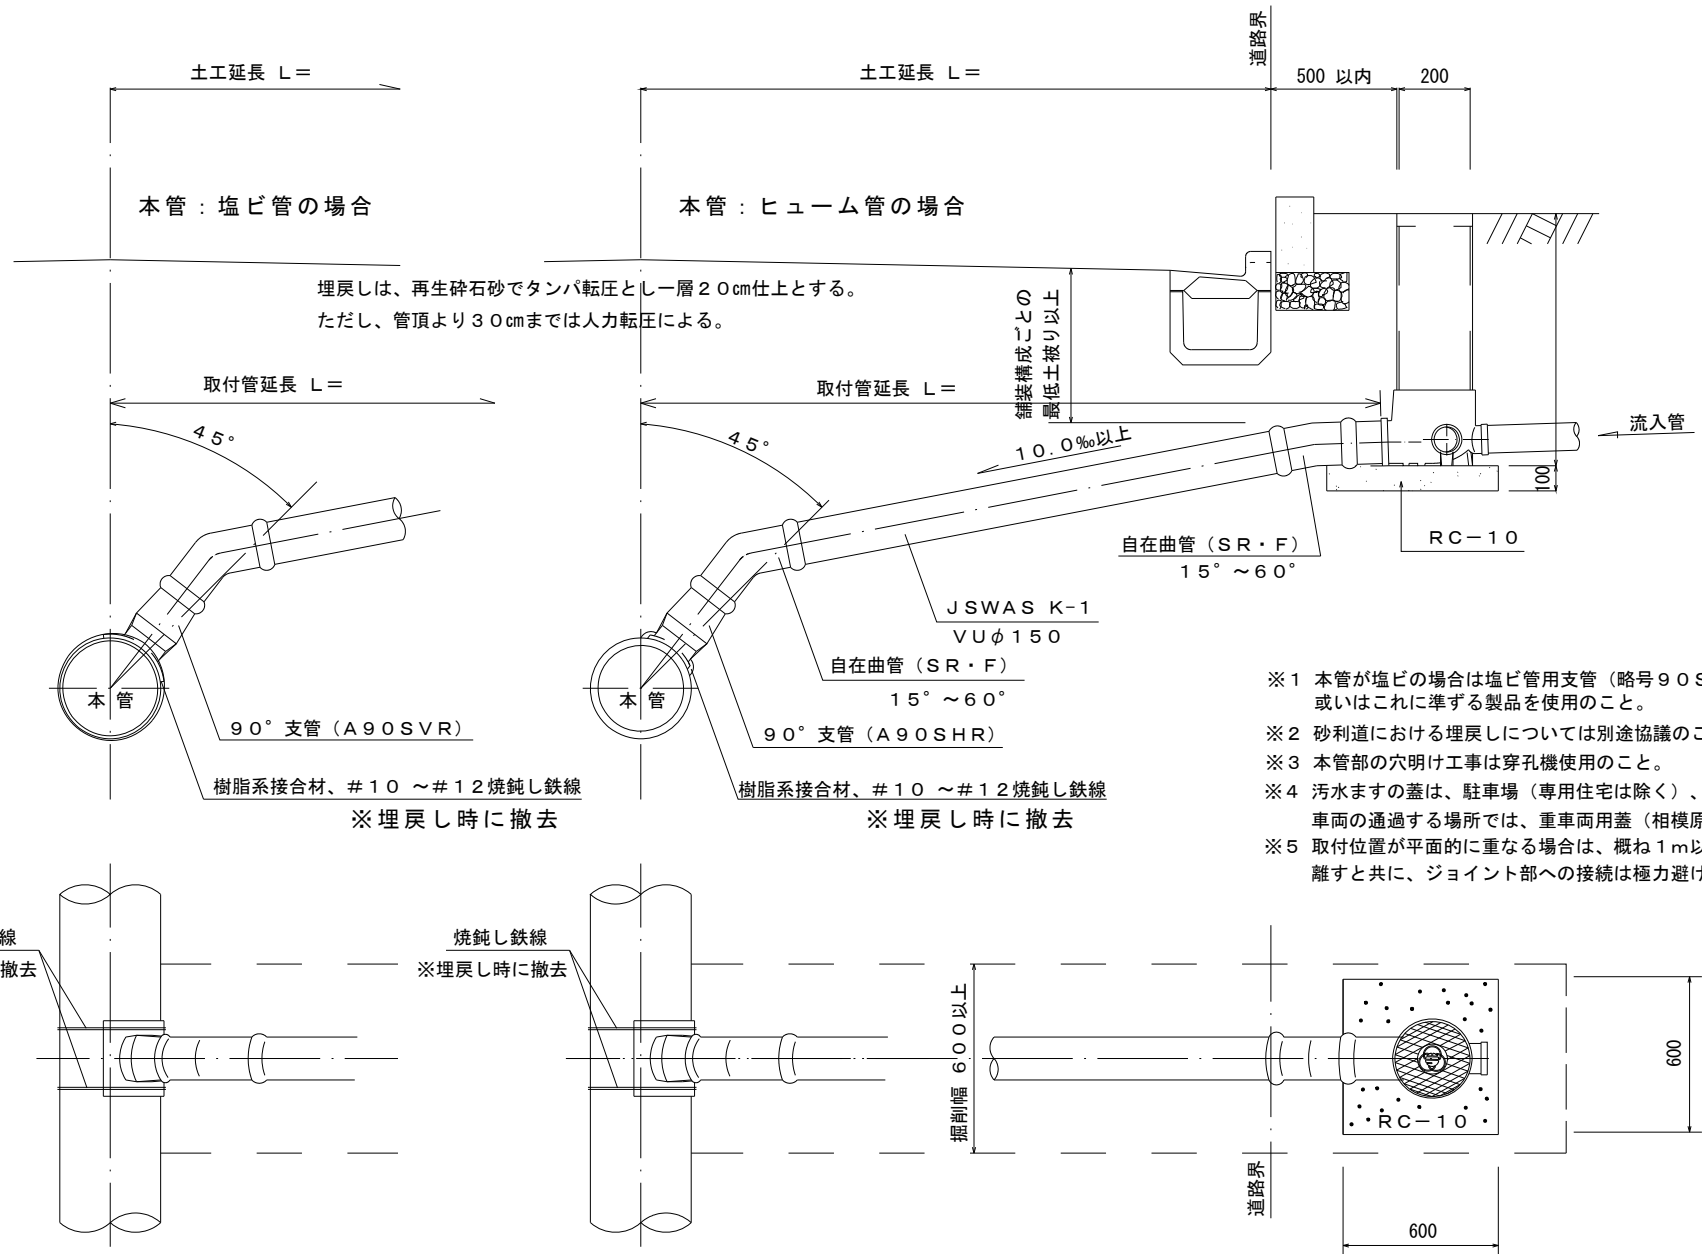 道路界
土工延長 L＝
土工延長 L＝
500 以内
200
本管：塩ビ管の場合
本管：ヒューム管の場合
埋戻しは、再生砕石砂でタンパ転圧とし一層２０㎝仕上とする。
ただし、管頂より３０㎝までは人力転圧による。
舗装構成ごとの
最低土被り以上
取付管延長 L＝
取付管延長 L＝
４５°
４５°
１０.０‰以上
流入管
100
ＲＣ－１０
自在曲管（ＳＲ・Ｆ）
１５°～６０°
ＪＳＷＡＳ Ｋ-１
ＶＵφ１５０
自在曲管（ＳＲ・Ｆ）
１５°～６０°
本管
本管
９０°支管（Ａ９０ＳＶＲ）
９０°支管（Ａ９０ＳＨＲ）
樹脂系接合材、＃１０ ～＃１２焼鈍し鉄線
※埋戻し時に撤去
樹脂系接合材、＃１０ ～＃１２焼鈍し鉄線
※埋戻し時に撤去
※１ 本管が塩ビの場合は塩ビ管用支管（略号９０Ｓ
或いはこれに準ずる製品を使用のこと。
※２ 砂利道における埋戻しについては別途協議のこ
※３ 本管部の穴明け工事は穿孔機使用のこと。
※４ 汚水ますの蓋は、駐車場（専用住宅は除く）、
車両の通過する場所では、重車両用蓋（相模原
※５ 取付位置が平面的に重なる場合は、概ね１ｍ以
離すと共に、ジョイント部への接続は極力避け
線
撤去
焼鈍し鉄線
※埋戻し時に撤去
掘削幅 ６００以上
ＲＣ－１０
600
道路界
600